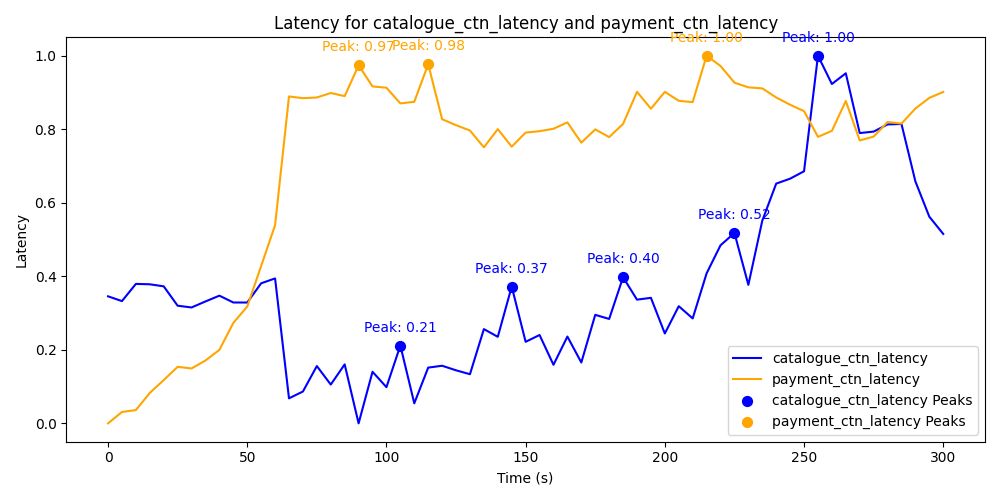 Latency for catalogue_ctn_latency and payment_ctn_latency
Peak: 0.97
Peak: 0.98
Peak: 1.00
Peak: 1.00
Peak: 0.52
Peak: 0.40
Peak: 0.37
Peak: 0.21
1.0
0.8
0.6
0.4
0.2
0.0
Latency
0
50
100
150
200
250
300
Time (s)
catalogue_ctn_latency
payment_ctn_latency
catalogue_ctn_latency Peaks
payment_ctn_latency Peaks